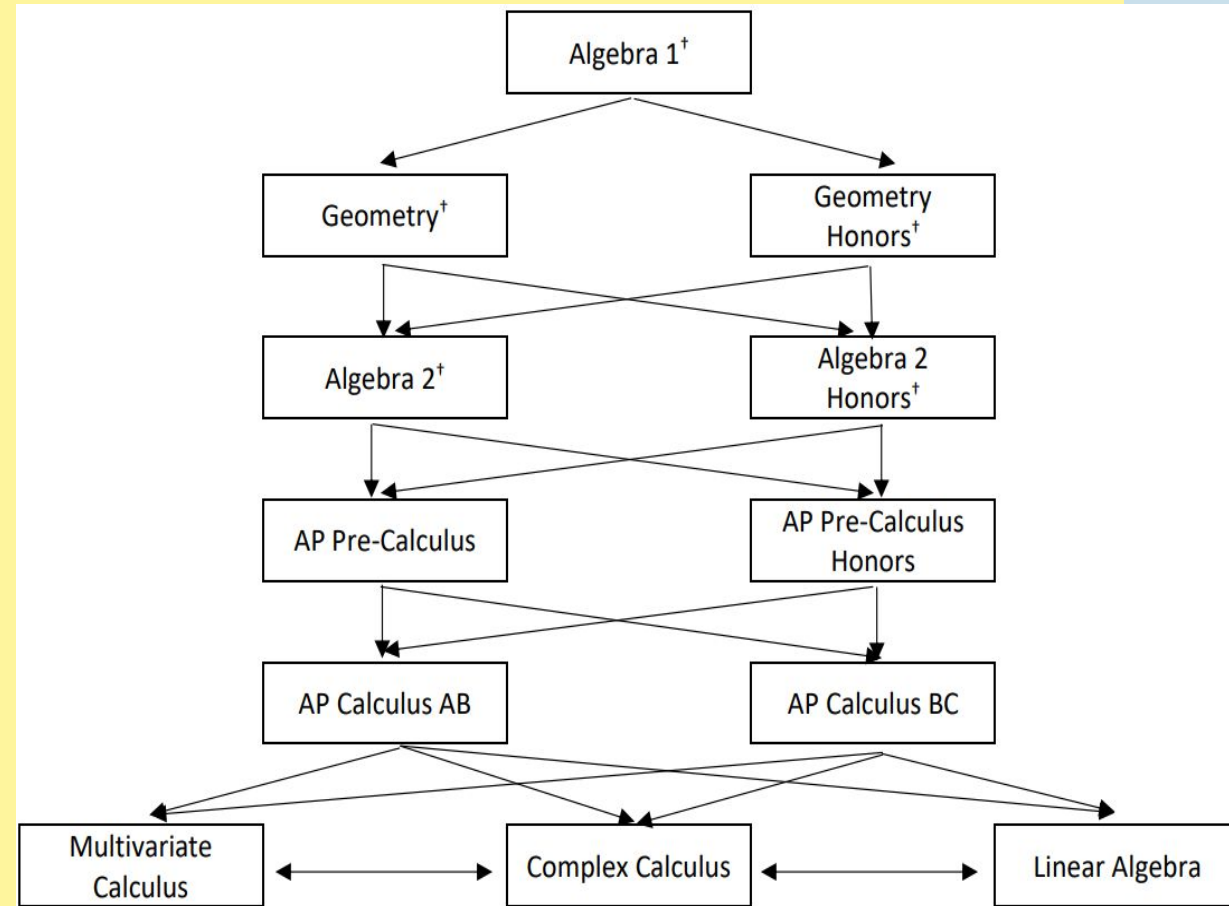 Algebra 1†
Geometry†
Geometry
Honors†
Algebra 2†
Algebra 2
Honors†
AP Pre-Calculus
AP Pre-Calculus
Honors
AP Calculus AB
AP Calculus BC
Multivariate
Calculus
Complex Calculus
Linear Algebra